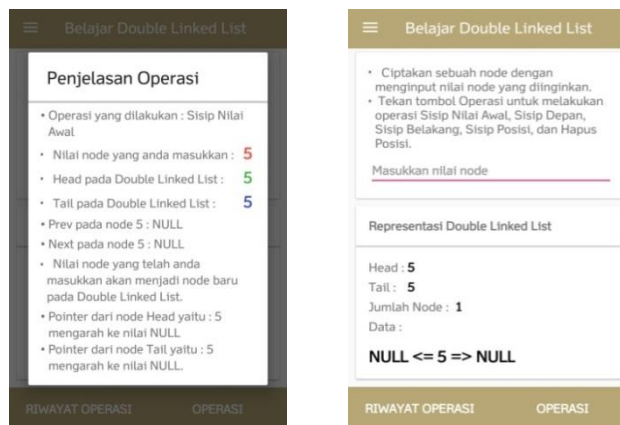 Belajar Double Linked List
Penjelasan Operasi
• Operasi yang dilakukan : Sisip Nilai
Awal
• Nilai node yang anda masukkan : 5
• Head pada Double Linked List : 5
• Tail pada Double Linked List : 5
• Prev pada node 5 : NULL
• Next pada node 5 : NULL
• Nilai node yang telah anda
masukkan akan menjadi node baru
pada Double Linked List.
• Pointer dari node Head yaitu : 5
mengarah ke nilai NULL
• Pointer dari node Tail yaitu : 5
mengarah ke nilai NULL.
RIWAYAT OPERASI OPERASI
Belajar Double Linked List
• Ciptakan sebuah node dengan
menginput nilai node yang diinginkan.
• Tekan tombol Operasi untuk melakukan
operasi Sisip Nilai Awal, Sisip Depan,
Sisip Belakang, Sisip Posisi, dan Hapus
Posisi.
Masukkan nilai node
Representasi Double Linked List
Head : 5
Tail : 5
Jumlah Node : 1
Data :
NULL <= 5 => NULL
RIWAYAT OPERASI OPERASI